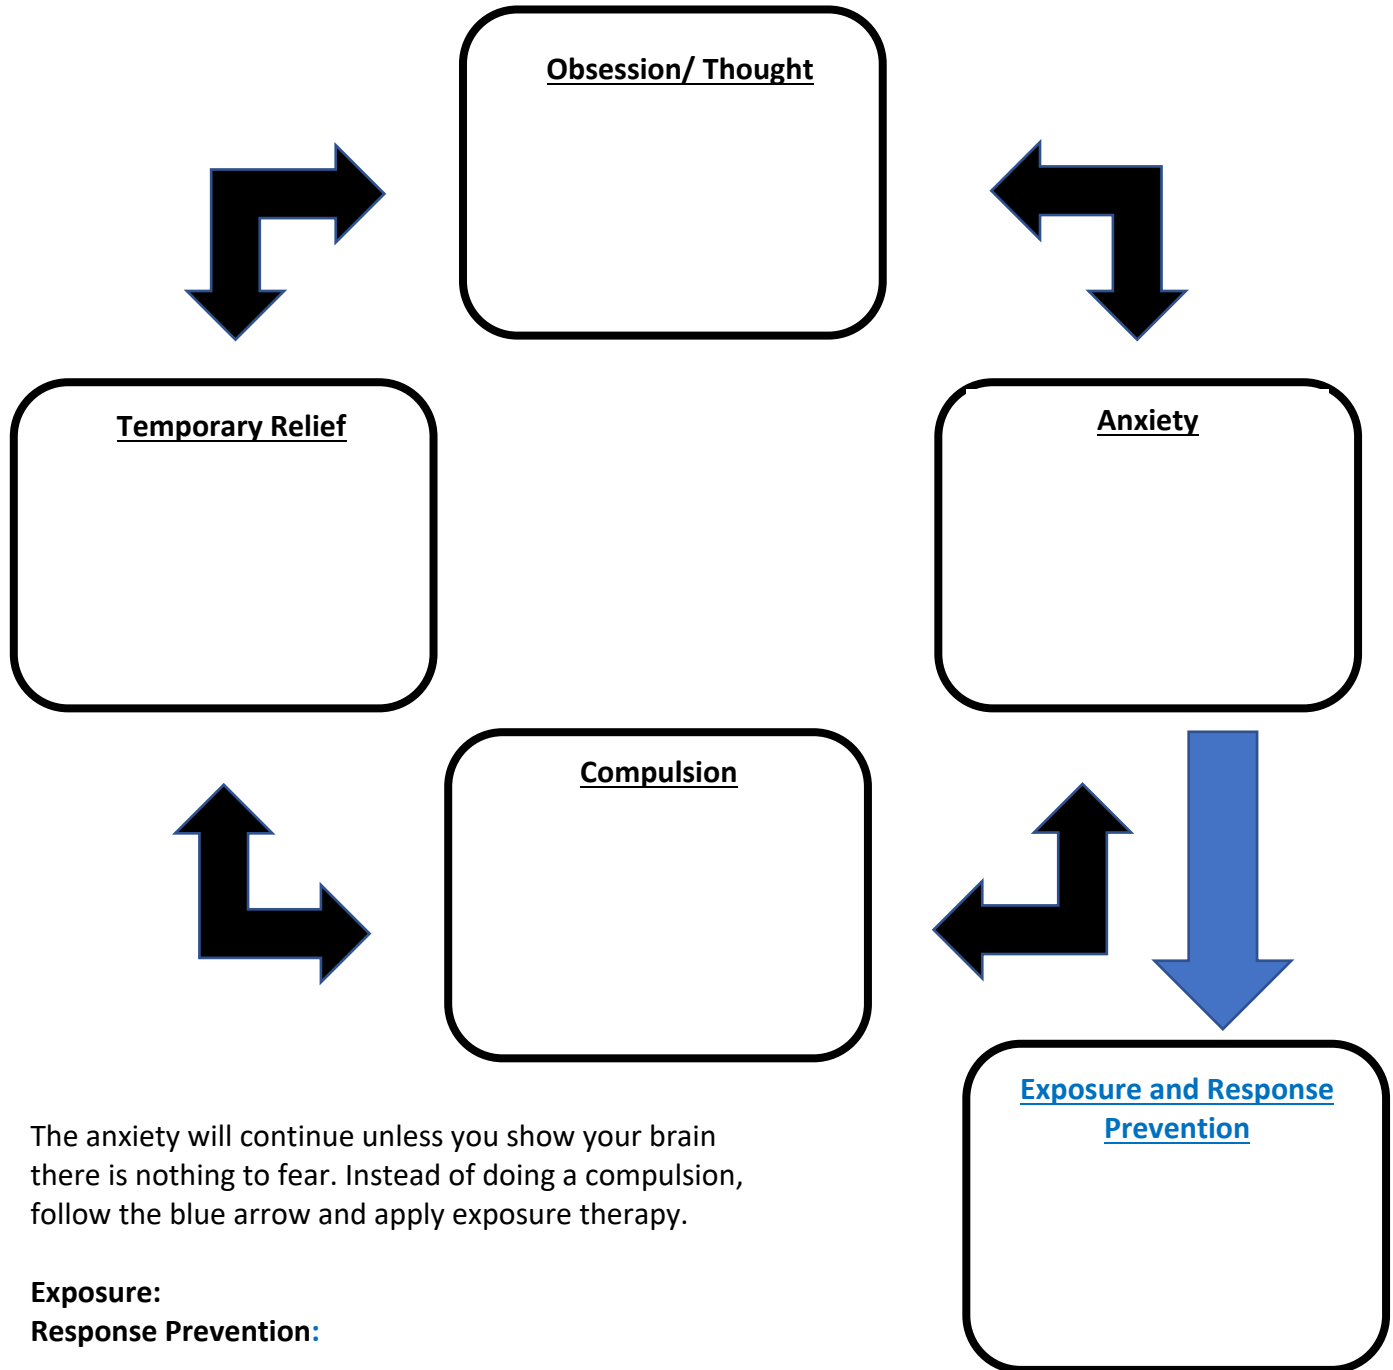 Obsession/ Thought
Temporary Relief
Anxiety
Compulsion
Exposure and Response
Prevention
The anxiety will continue unless you show your brain
there is nothing to fear. Instead of doing a compulsion,
follow the blue arrow and apply exposure therapy.
Exposure:
Response Prevention: